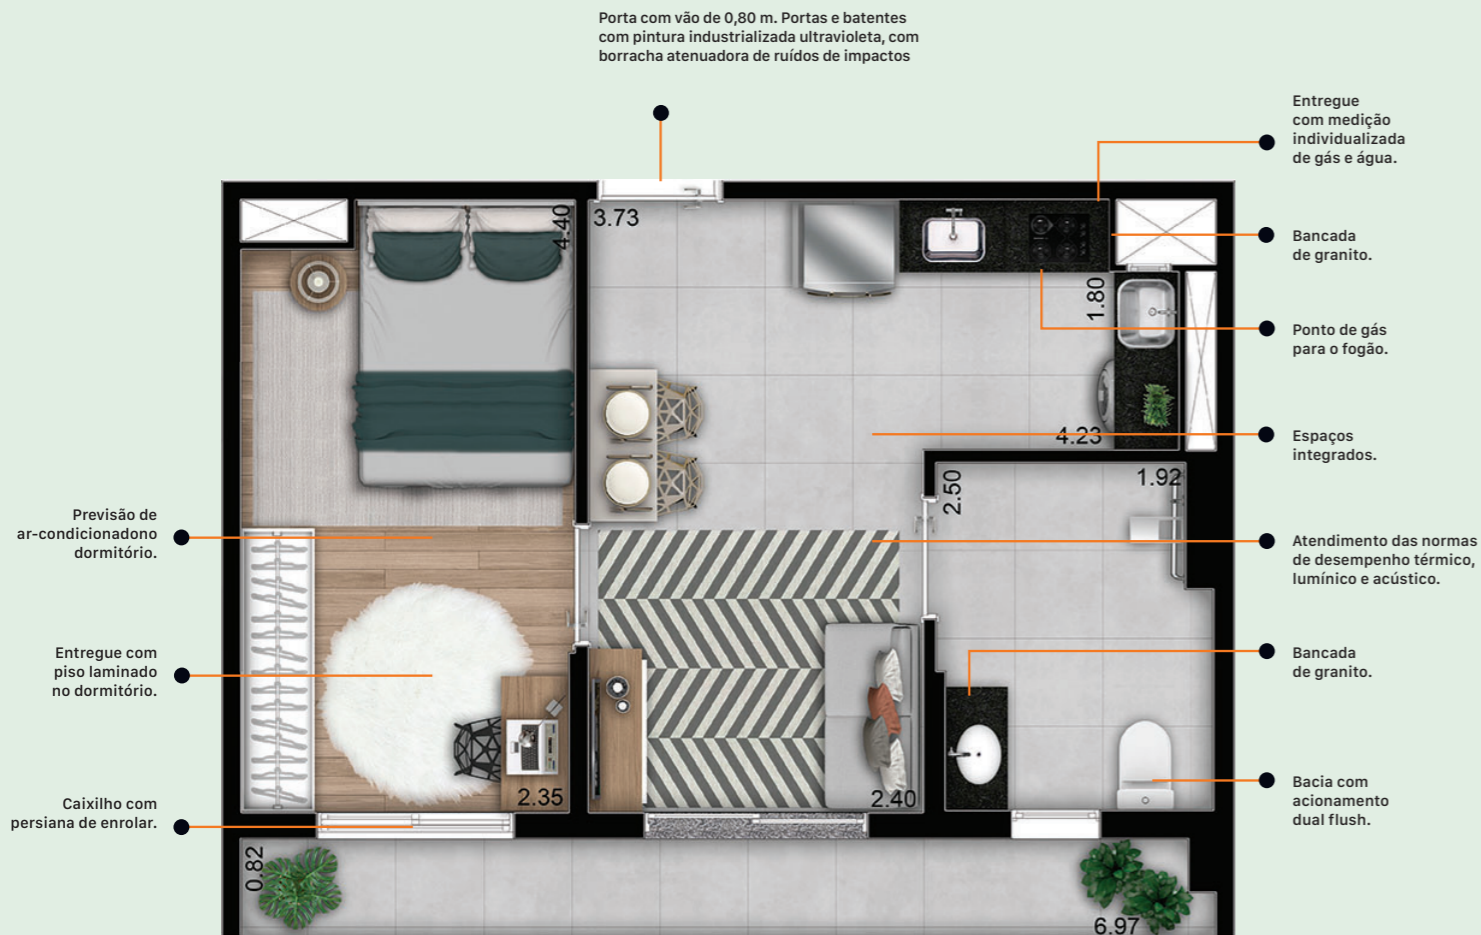 Porta com vão de 0,80 m. Portas e batentes
com pintura industrializada ultravioleta, com
borracha atenuadora de ruídos de impactos
Entregue
com medição
individualizada
de gás e água.
Bancada
de granito.
Ponto de gás
para o fogão.
Espaços
integrados.
Atendimento das normas
de desempenho térmico,
lumínico e acústico.
Bancada
de granito.
Bacia com
acionamento
dual flush.
Previsão de
ar-condicionadono
dormitório.
Entregue com
piso laminado
no dormitório.
Caixilho com
persiana de enrolar.
4.40
3.73
1.80
4.23
2.50
1.92
2.35
2.40
0.82
6.97